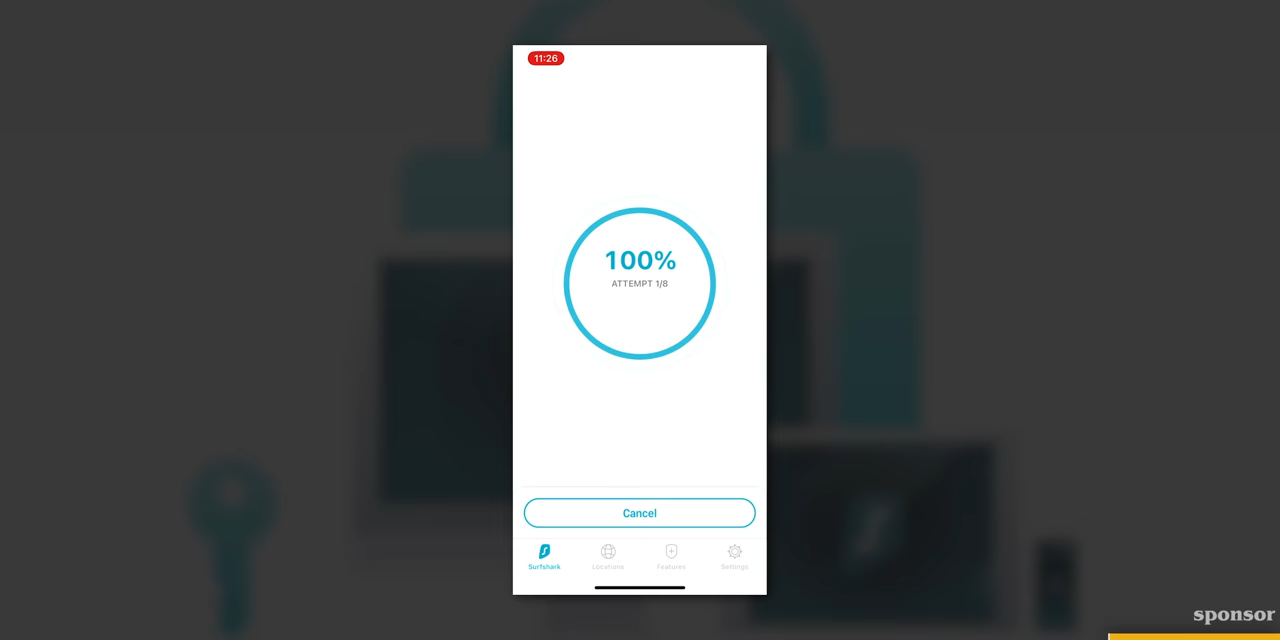 11:26
100%
ATTEMPT 1/8
Cancel
Surfshark
Locations
Features
Settings
sponsor